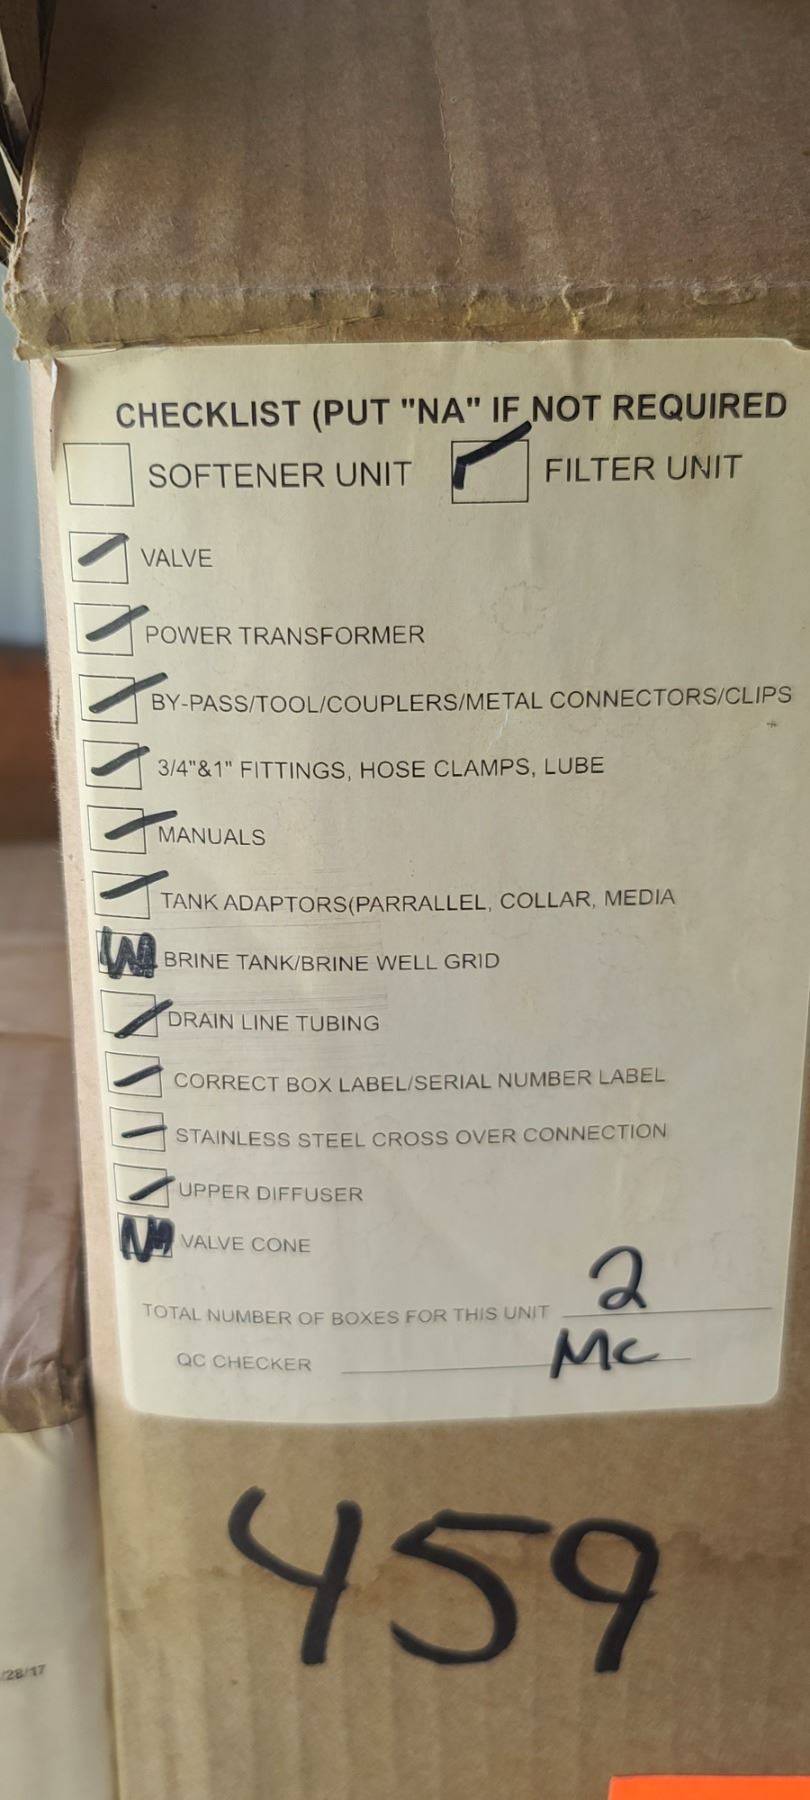 CHECKLIST (PUT "NA" IF NOT REQUIRED
SOFTENER UNIT FILTER UNIT
VALVE
POWER TRANSFORMER
BY-PASS/TOOL/COUPLERS/METAL CONNECTORS/CLIPS
3/4"&1" FITTINGS, HOSE CLAMPS, LUBE
MANUALS
TANK ADAPTORS(PARRALLEL, COLLAR, MEDIA
NA BRINE TANK/BRINE WELL GRID
DRAIN LINE TUBING
CORRECT BOX LABEL/SERIAL NUMBER LABEL
STAINLESS STEEL CROSS OVER CONNECTION
UPPER DIFFUSER
NA VALVE CONE
TOTAL NUMBER OF BOXES FOR THIS UNIT 2
QC CHECKER MC
459
/28/17